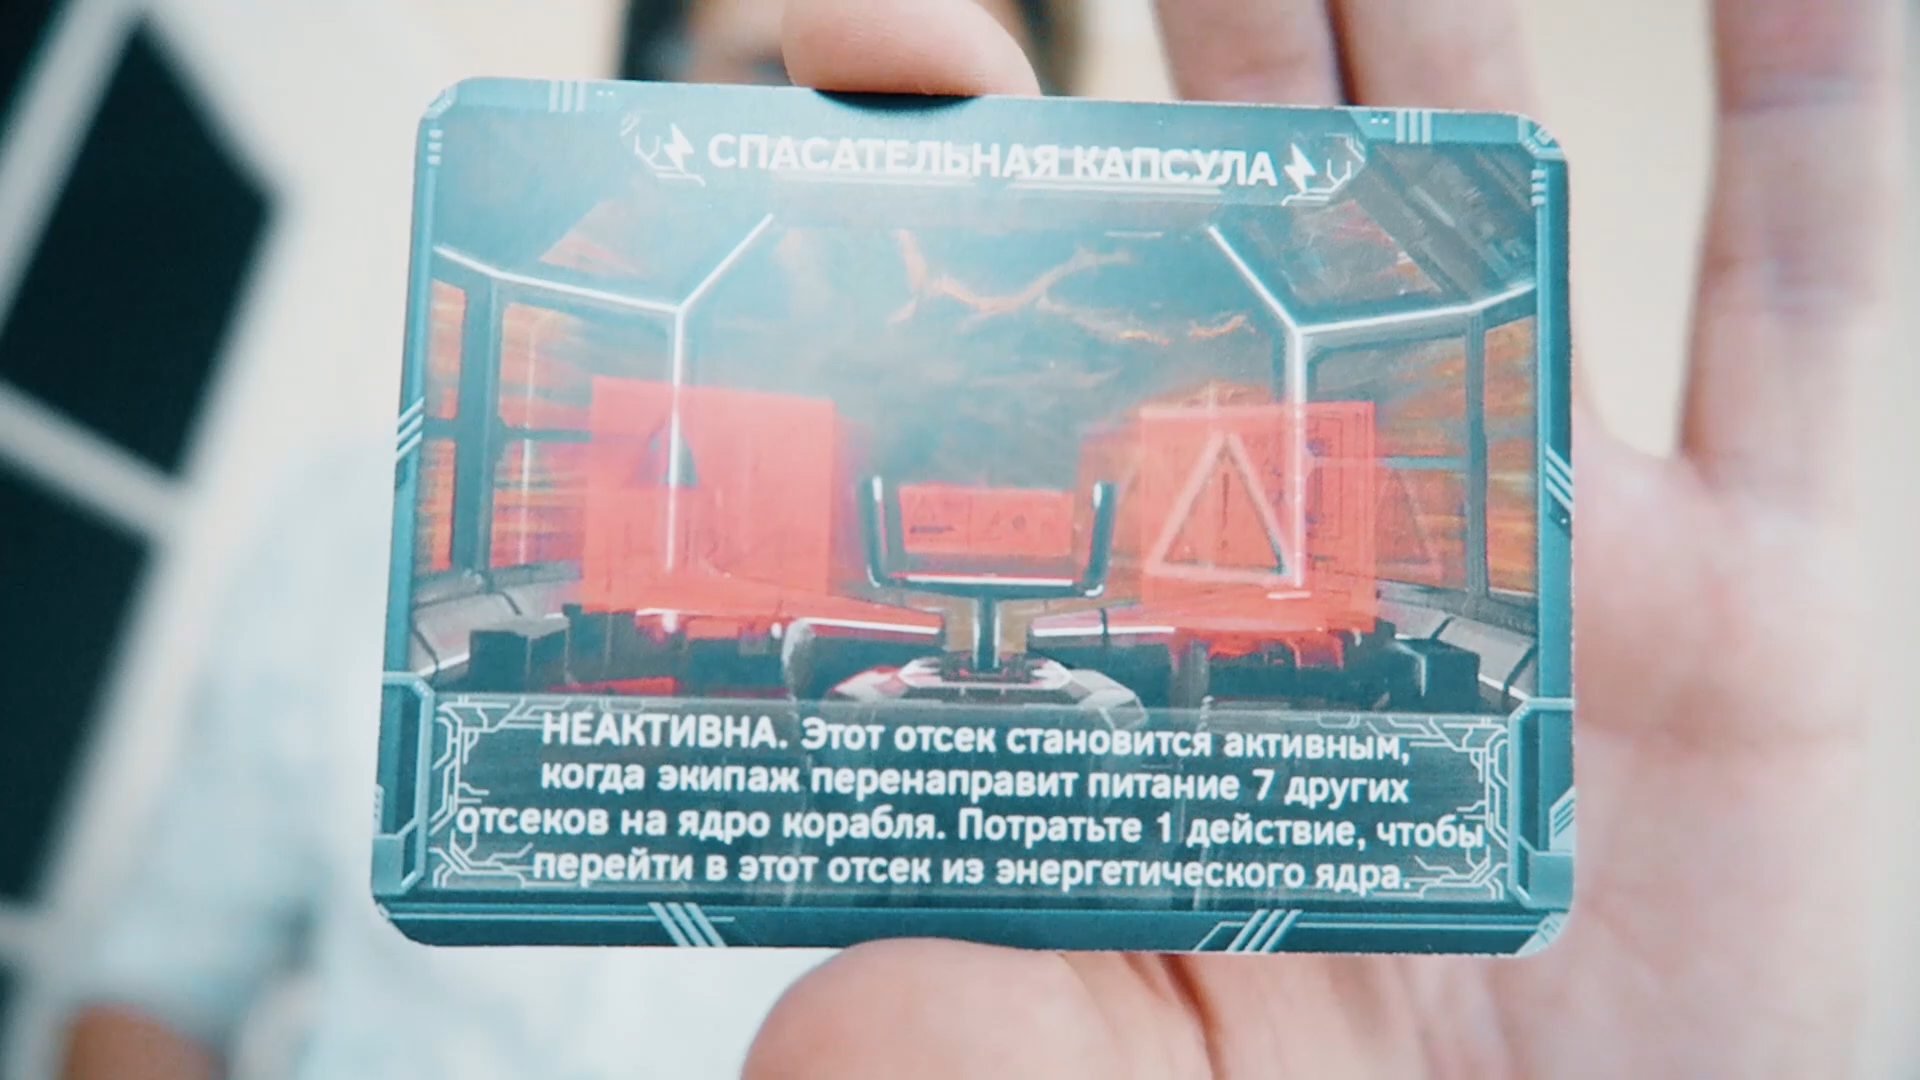 СПАСАТЕЛЬНАЯ КАПСУЛА
НЕАКТИВНА. Этот отсек становится активным,
когда экипаж перенаправит питание 7 других
отсеков на ядро корабля. Потратьте 1 действие, чтобы
перейти в этот отсек из энергетического ядра.